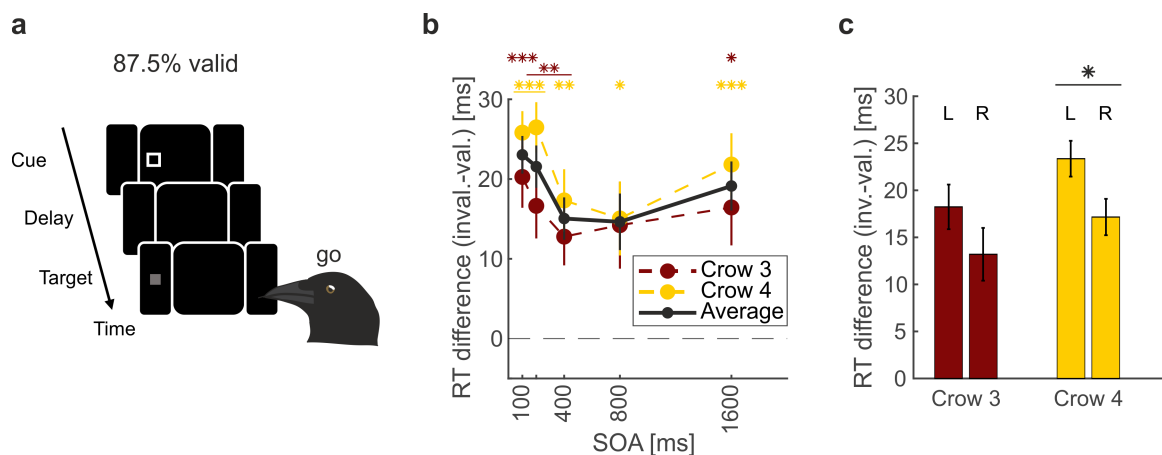 a
87.5% valid
Cue
Delay
Target
Time
go
b
*** ** *
*** ** * ***
RT difference (inval.-val.) [ms]
30
20
10
0
100
400
800
1600
SOA [ms]
Crow 3
Crow 4
Average
c
*
RT difference (inv.-val.) [ms]
30
25
20
15
10
5
0
L R
L R
Crow 3
Crow 4